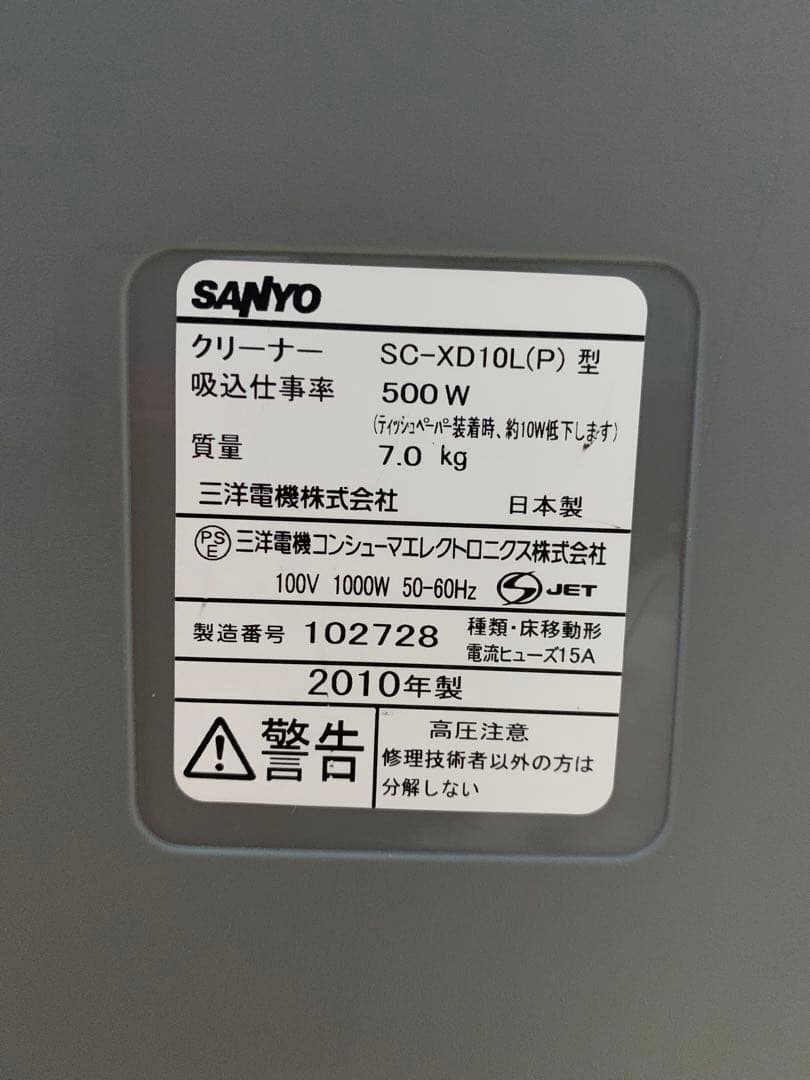 SANYO
クリーナー SC-XD10L(P) 型
吸込仕事率 500W
(ティッシュペーパー装着時、約10W低下します)
質量 7.0 kg
三洋電機株式会社 日本製
PSE 三洋電機コンシューマエレクトロニクス株式会社
100V 1000W 50-60Hz S JET
製造番号 102728 種類・床移動形
電流ヒューズ15A
2010年製
警告 高圧注意
修理技術者以外の方は
分解しない